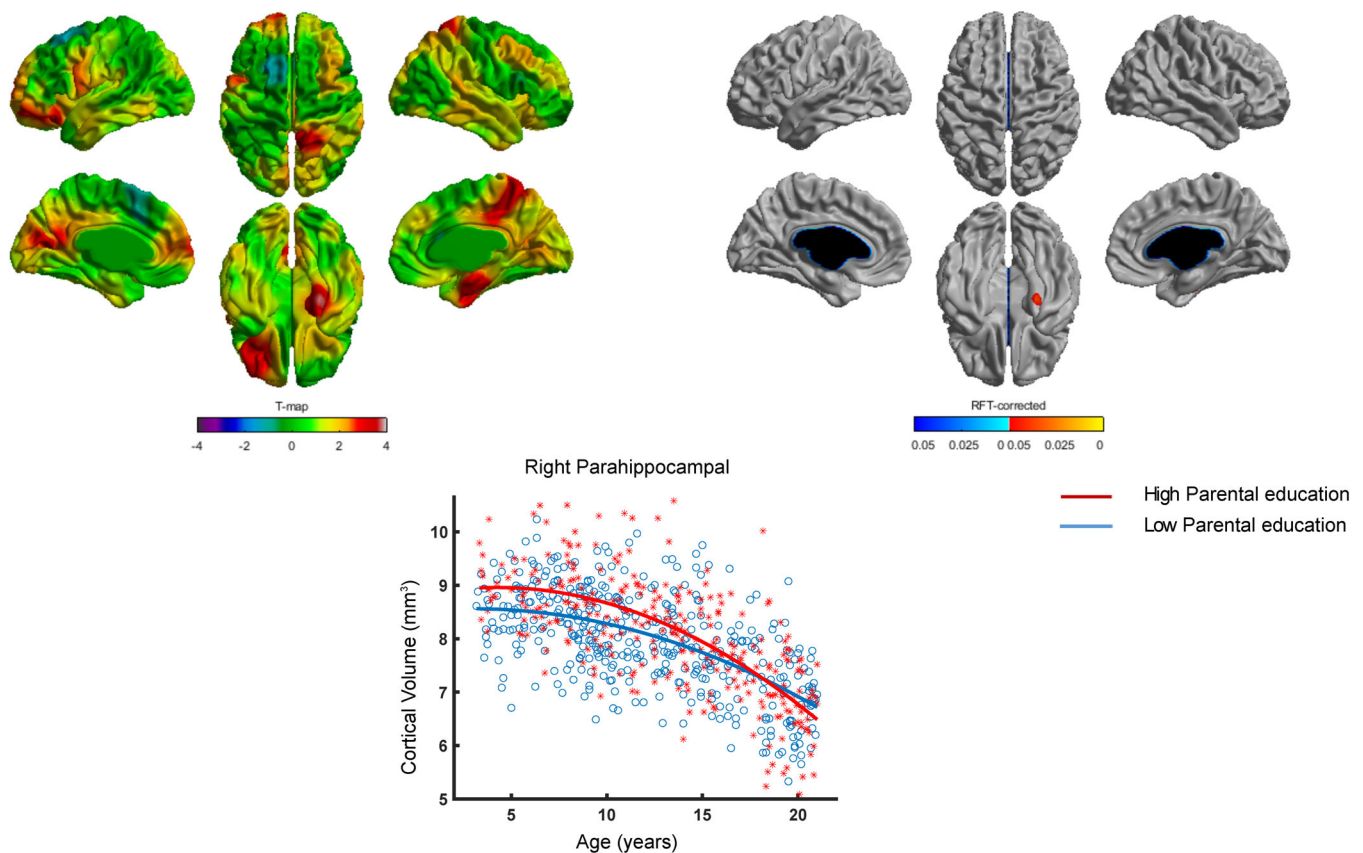 T-map
-4 -2 0 2 4
RFT-corrected
0.05 0.025 0 0.05 0.025 0
Right Parahippocampal
High Parental education
Low Parental education
10
9
8
7
6
5
Cortical Volume (mm³)
5 10 15 20
Age (years)